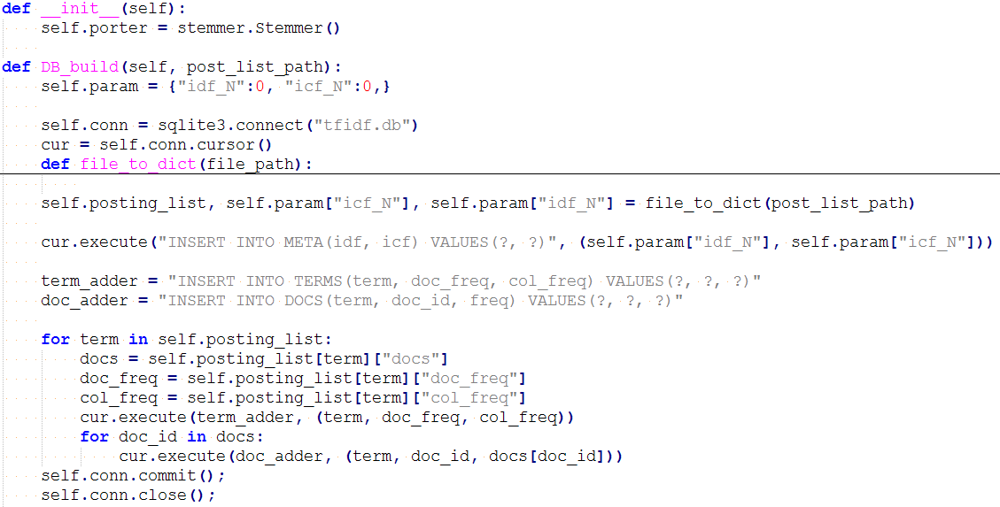 def __init__(self):
    self.porter = stemmer.Stemmer()
def DB_build(self, post_list_path):
    self.param = {"idf_N":0, "icf_N":0,}
    self.conn = sqlite3.connect("tfidf.db")
    cur = self.conn.cursor()
    def file_to_dict(file_path):
    self.posting_list, self.param["icf_N"], self.param["idf_N"] = file_to_dict(post_list_path)
    cur.execute("INSERT INTO META(idf, icf) VALUES(?, ?)", (self.param["idf_N"], self.param["icf_N"]))
    term_adder = "INSERT INTO TERMS(term, doc_freq, col_freq) VALUES(?, ?, ?)"
    doc_adder = "INSERT INTO DOCS(term, doc_id, freq) VALUES(?, ?, ?)"
    for term in self.posting_list:
        docs = self.posting_list[term]["docs"]
        doc_freq = self.posting_list[term]["doc_freq"]
        col_freq = self.posting_list[term]["col_freq"]
        cur.execute(term_adder, (term, doc_freq, col_freq))
        for doc_id in docs:
            cur.execute(doc_adder, (term, doc_id, docs[doc_id]))
    self.conn.commit();
    self.conn.close();